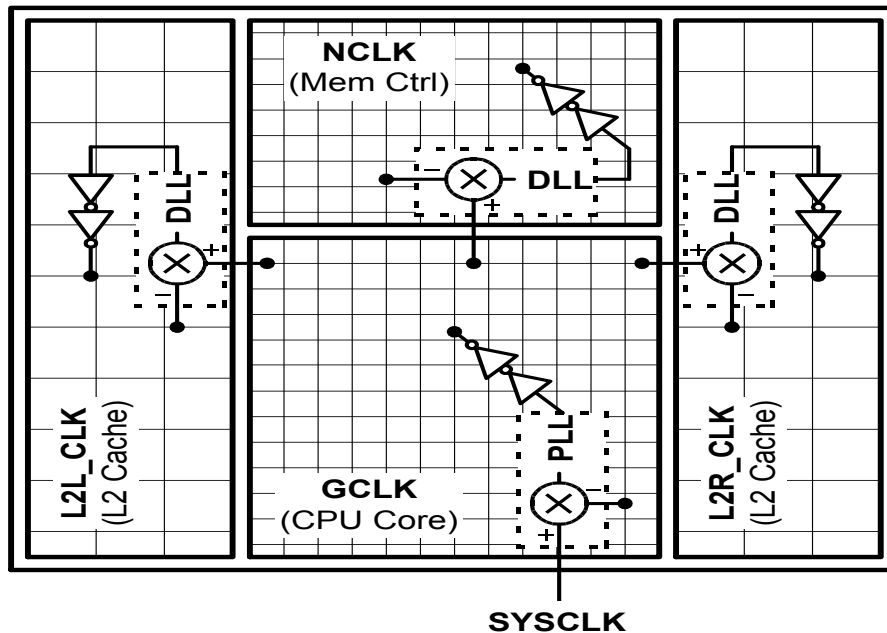 NCLK
(Mem Ctrl)
DLL
−
+
DLL
+
−
DLL
+
−
L2L_CLK
(L2 Cache)
PLL
−
+
GCLK
(CPU Core)
L2R_CLK
(L2 Cache)
SYSCLK